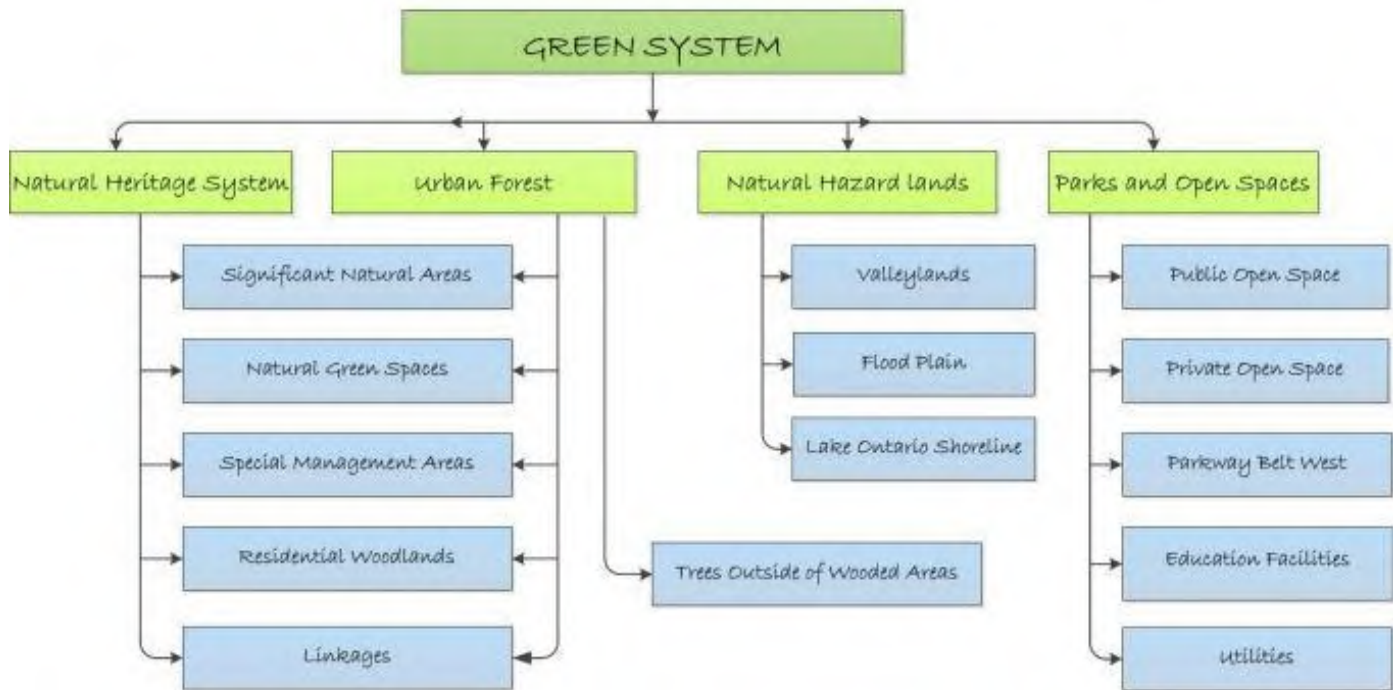 GREEN SYSTEM
Natural Heritage System
Urban Forest
Natural Hazard lands
Parks and Open Spaces
Significant Natural Areas
Natural Green Spaces
Special Management Areas
Residential Woodlands
Linkages
Trees Outside of Wooded Areas
Valleylands
Flood Plain
Lake Ontario Shoreline
Public Open Space
Private Open Space
Parkway Belt West
Education Facilities
Utilities